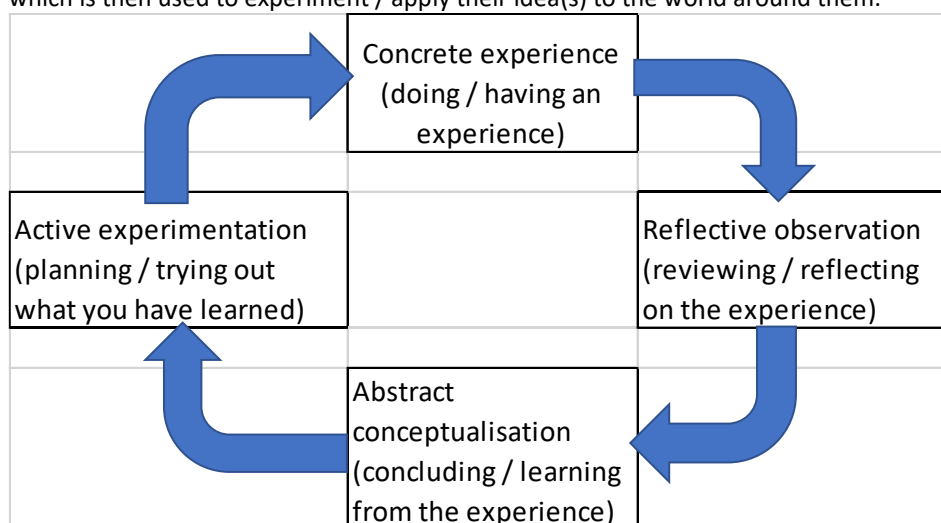 which is then used to experiment / apply their idea(s) to the world around them.
Concrete experience
(doing / having an
experience)
Active experimentation
(planning / trying out
what you have learned)
Reflective observation
(reviewing / reflecting
on the experience)
Abstract
conceptualisation
(concluding / learning
from the experience)